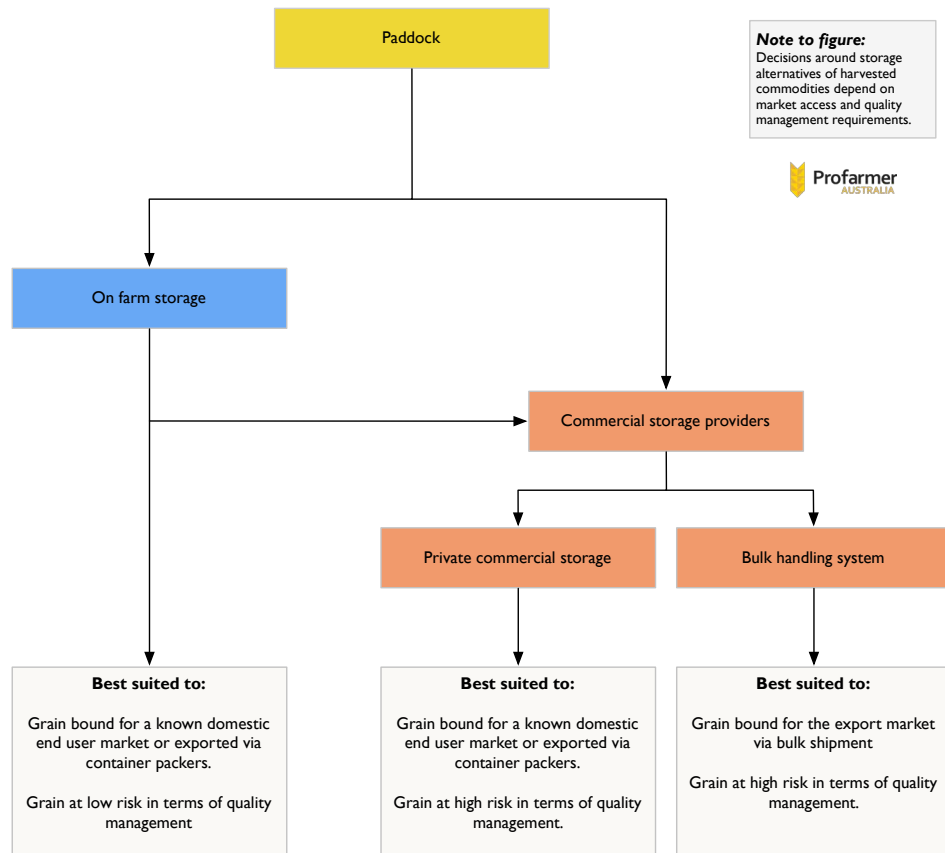 Paddock
Note to figure:
Decisions around storage
alternatives of harvested
commodities depend on
market access and quality
management requirements.
Profarmer
AUSTRALIA
On farm storage
Commercial storage providers
Private commercial storage
Bulk handling system
Best suited to:
Grain bound for a known domestic
end user market or exported via
container packers.
Grain at low risk in terms of quality
management
Best suited to:
Grain bound for a known domestic
end user market or exported via
container packers.
Grain at high risk in terms of quality
management.
Best suited to:
Grain bound for the export market
via bulk shipment
Grain at high risk in terms of quality
management.